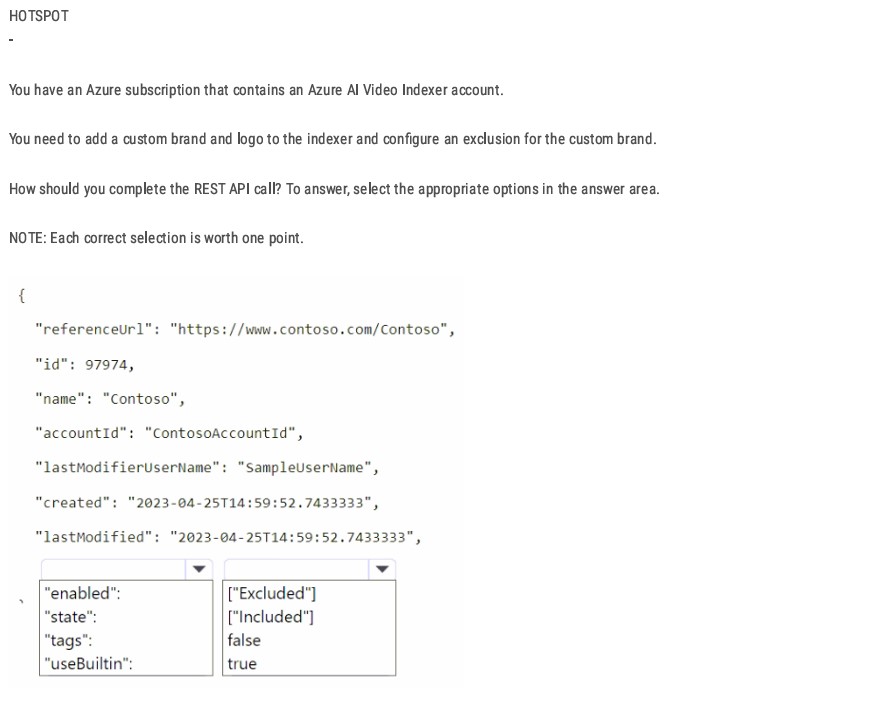 HOTSPOT
-
You have an Azure subscription that contains an Azure AI Video Indexer account.
You need to add a custom brand and logo to the indexer and configure an exclusion for the custom brand.
How should you complete the REST API call? To answer, select the appropriate options in the answer area.
NOTE: Each correct selection is worth one point.
{
"referenceUrl": "https://www.contoso.com/Contoso",
"id": 97974,
"name": "Contoso",
"accountId": "ContosoAccountId",
"lastModifierUserName": "SampleUserName",
"created": "2023-04-25T14:59:52.7433333",
"lastModified": "2023-04-25T14:59:52.7433333",
"enabled": ["Excluded"]
"state": ["Included"]
"tags": false
"useBuiltin": true